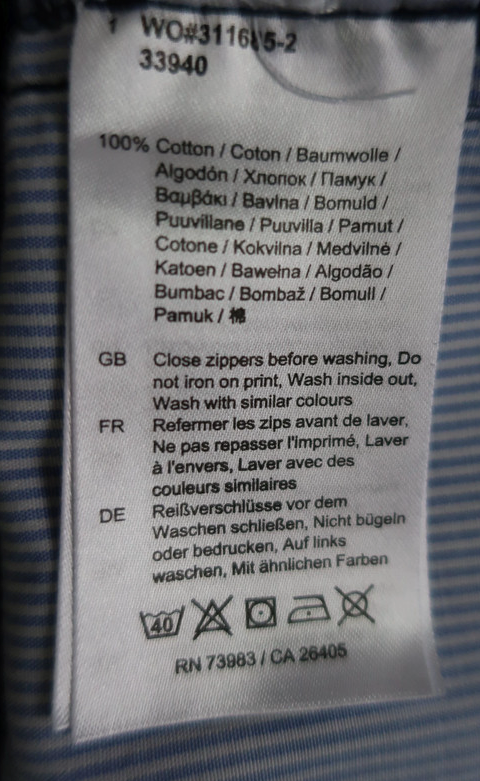 1 WO#311685-2
33940
100% Cotton / Coton / Baumwolle /
Algodón / Хлопок / Памук /
Βαμβάκι / Bavlna / Bomuld /
Puuvillane / Puuvilla / Pamut /
Cotone / Kokvilna / Medvilnė /
Katoen / Bawełna / Algodão /
Bumbac / Bombaž / Bomull /
Pamuk / 棉
GB Close zippers before washing, Do
not iron on print, Wash inside out,
Wash with similar colours
FR Refermer les zips avant de laver,
Ne pas repasser l'imprimé, Laver
à l'envers, Laver avec des
couleurs similaires
DE Reißverschlüsse vor dem
Waschen schließen, Nicht bügeln
oder bedrucken, Auf links
waschen, Mit ähnlichen Farben
40
RN 73983 / CA 26405